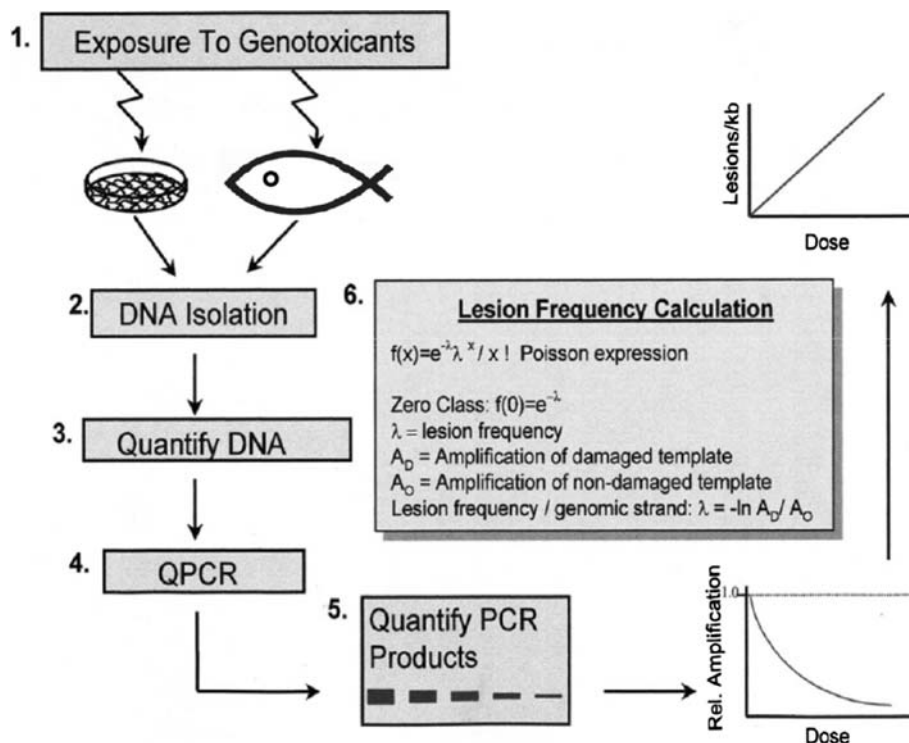 1. Exposure To Genotoxicants
2. DNA Isolation
3. Quantify DNA
4. QPCR
5. Quantify PCR
Products
6. Lesion Frequency Calculation
f(x)=e^-λ λ^x / x ! Poisson expression
Zero Class: f(0)=e^-λ
λ = lesion frequency
A_D = Amplification of damaged template
A_O = Amplification of non-damaged template
Lesion frequency / genomic strand: λ = -ln A_D/ A_O
Rel. Amplification
1.0
Dose
Lesions/kb
Dose